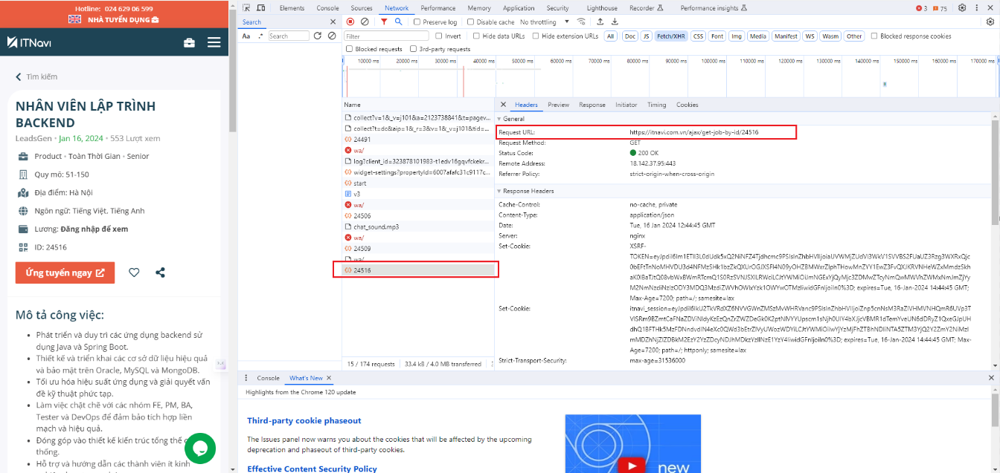 Hotline: 024 629 06 599
NHÀ TUYỂN DỤNG
ITNavi
Tìm kiếm
NHÂN VIÊN LẬP TRÌNH
BACKEND
LeadsGen • Jan 16, 2024 • 553 Lượt xem
Product • Toàn Thời Gian • Senior
Quy mô: 51-150
Địa điểm: Hà Nội
Ngôn ngữ: Tiếng Việt, Tiếng Anh
Lương: Đăng nhập để xem
ID: 24516
Ứng tuyển ngay
Mô tả công việc:
Phát triển và duy trì các ứng dụng backend sử
dụng Java và Spring Boot.
Thiết kế và triển khai các cơ sở dữ liệu hiệu quả
và bảo mật trên Oracle, MySQL và MongoDB.
Tối ưu hóa hiệu suất ứng dụng và giải quyết vấn
đề kỹ thuật phức tạp.
Làm việc chặt chẽ với các nhóm FE, PM, BA,
Tester và DevOps để đảm bảo tích hợp liền
mạch và hiệu quả.
Đóng góp vào thiết kế kiến trúc tổng thể
thống.
Hỗ trợ và hướng dẫn các thành viên ít kinh
Elements Console Sources Network Performance Memory Application Security Lighthouse Recorder Performance insights 3 75
Search
Aa .* Search
Preserve log Disable cache No throttling
Filter Invert Hide data URLs Hide extension URLs All Doc JS Fetch/XHR CSS Font Img Media Manifest WS Wasm Other Blocked response cookies
Blocked requests 3rd-party requests
10000 ms 20000 ms 30000 ms 40000 ms 50000 ms 60000 ms 70000 ms 80000 ms 90000 ms 100000 ms 110000 ms 120000 ms 130000 ms 140000 ms 150000 ms 160000 ms 170000 ms
Name
collect?v=1&_v=j101&a=2123738841&t=pagev...
collect?t=dc&aip=1&_r=3&v=1&_v=j101&tid=...
24491
wa/
log?client_id=323878101983-t1edv16gqvfckekr...
widget-settings?propertyId=6007afafc31c9117c...
start
v3
wa/
24506
chat_sound.mp3
wa/
24509
wa/
24516
15 / 174 requests 33.4 kB / 4.0 MB transferred
Headers Preview Response Initiator Timing Cookies
General
Request URL: https://itnavi.com.vn/ajax/get-job-by-id/24516
Request Method: GET
Status Code: 200 OK
Remote Address: 18.142.37.95:443
Referrer Policy: strict-origin-when-cross-origin
Response Headers
Cache-Control: no-cache, private
Content-Type: application/json
Date: Tue, 16 Jan 2024 12:44:45 GMT
Server: nginx
Set-Cookie: XSRF-
expires=Tue, 16-Jan-2024 14:44:45 GMT;
Max-Age=7200; path=/; samesite=lax
Set-Cookie:
expires=Tue, 16-Jan-2024 14:44:45 GMT; Max-
Age=7200; path=/; httponly; samesite=lax
Strict-Transport-Security: max-age=31536000
Console What's New
Highlights from the Chrome 120 update
Third-party cookie phaseout
The Issues panel now warns you about the cookies that will be affected by the upcoming
deprecation and phaseout of third-party cookies.
Effective Content Security Policy
new